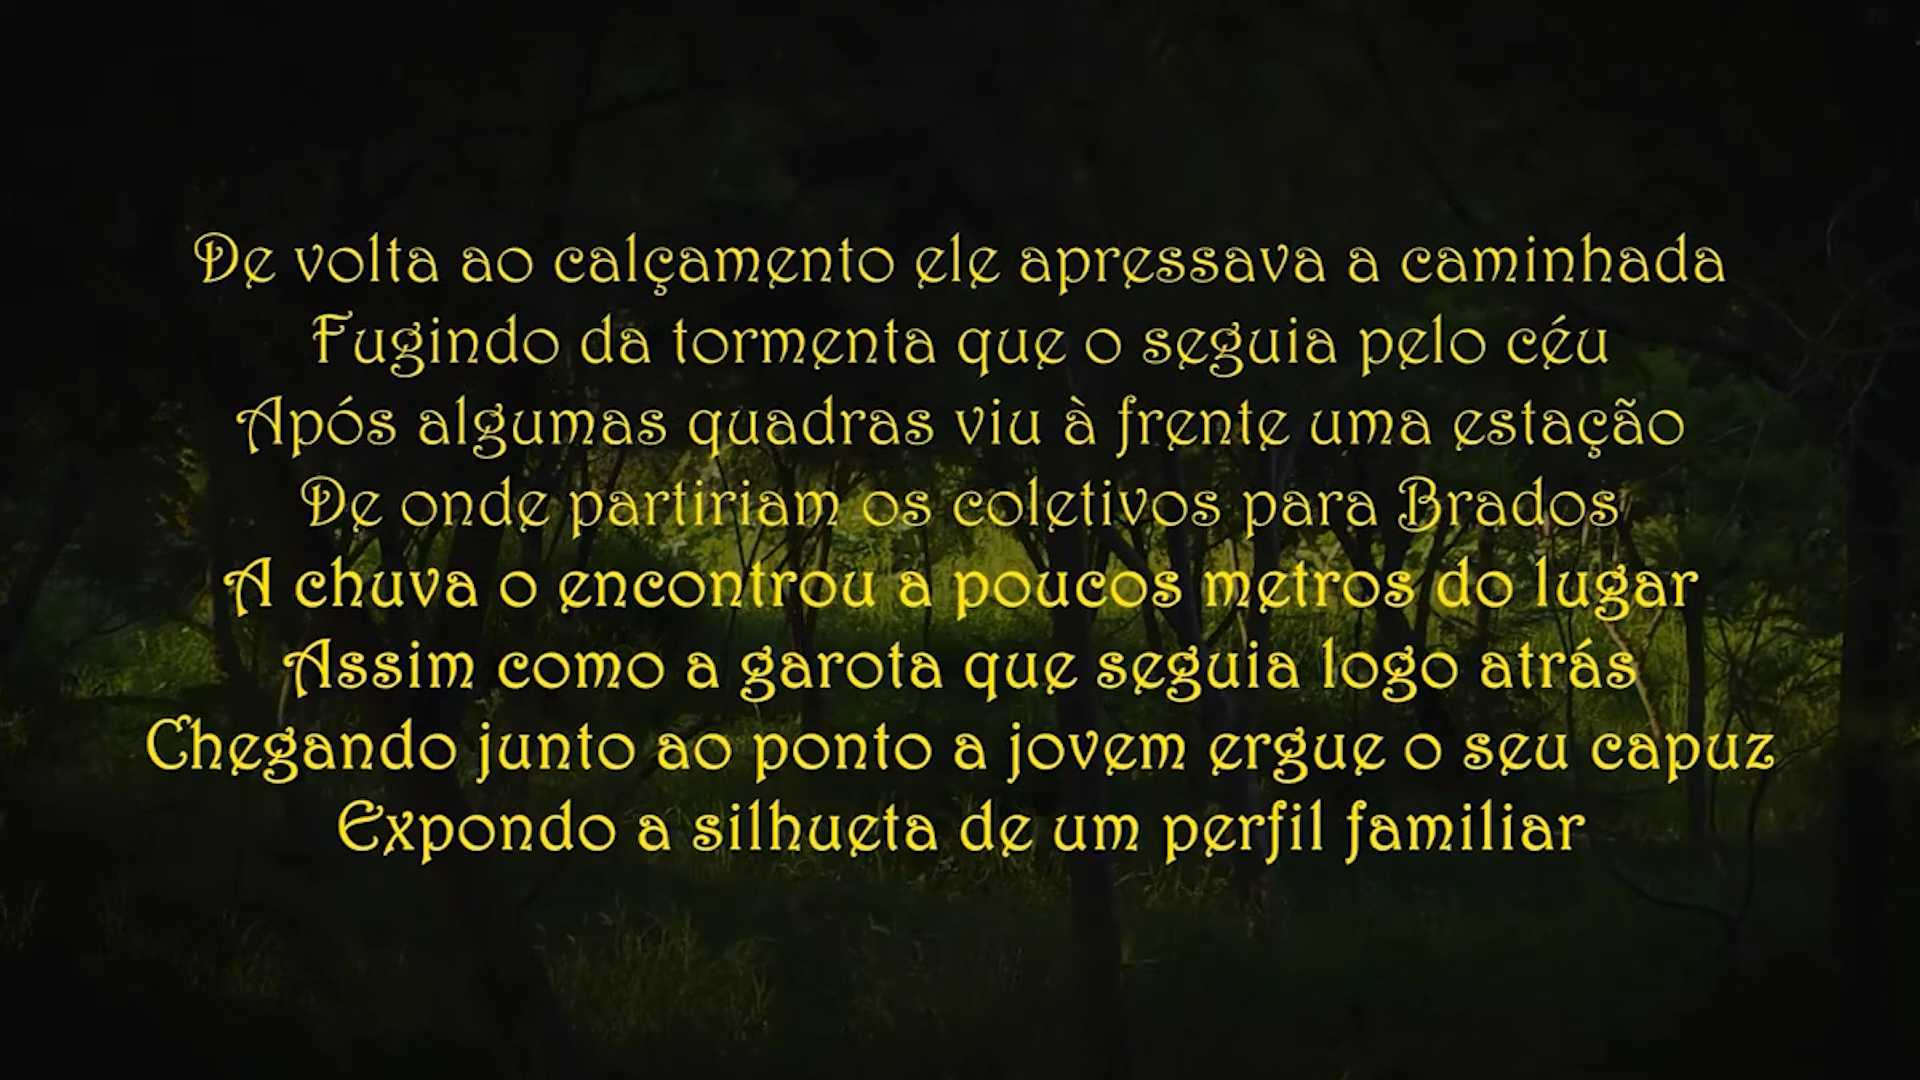 De volta ao calçamento ele apressava a caminhada
Fugindo da tormenta que o seguia pelo céu
Após algumas quadras viu à frente uma estação
De onde partiriam os coletivos para Brados
A chuva o encontrou a poucos metros do lugar
Assim como a garota que seguia logo atrás
Chegando junto ao ponto a jovem ergue o seu capuz
Expondo a silhueta de um perfil familiar